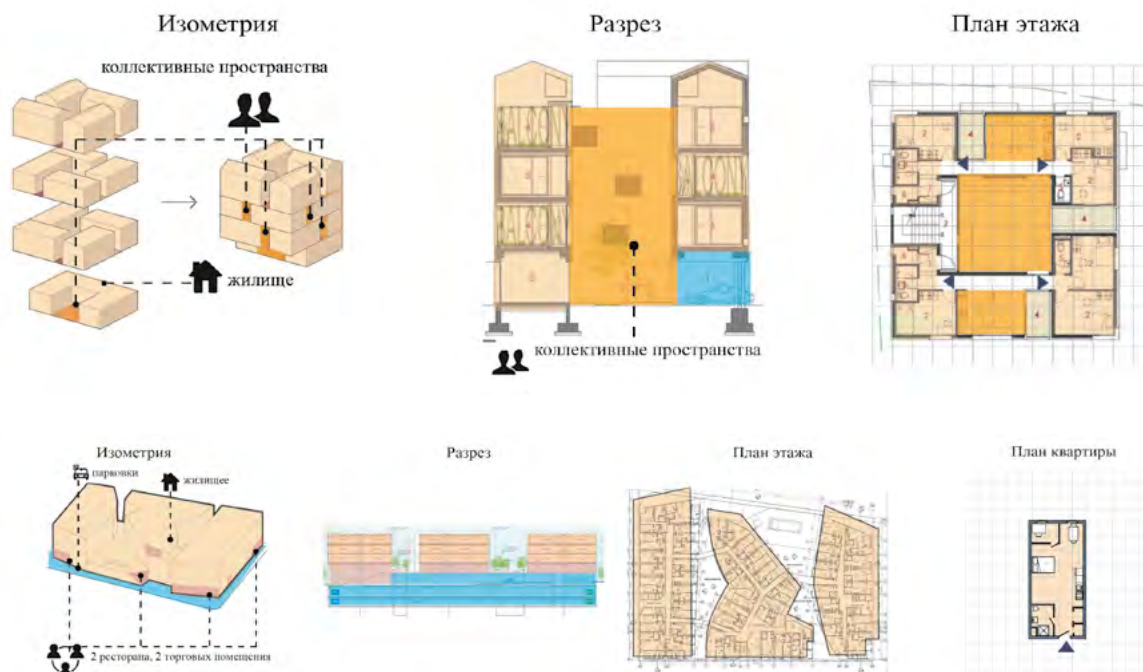 Изометрия
Разрез
План этажа
коллективные пространства
жилище
коллективные пространства
Изометрия
Разрез
План этажа
План квартиры
парковки
жилищее
2 ресторана, 2 торговых помещения